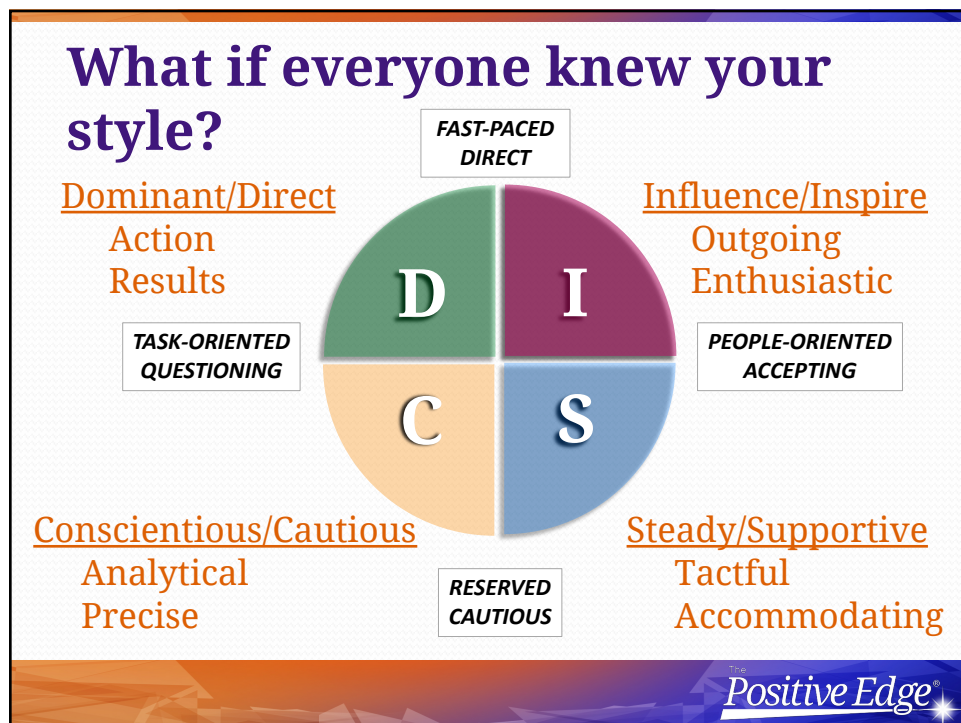 What if everyone knew your
style?
FAST-PACED
DIRECT
Dominant/Direct
Action
Results
Influence/Inspire
Outgoing
Enthusiastic
D
I
TASK-ORIENTED
QUESTIONING
PEOPLE-ORIENTED
ACCEPTING
C
S
Conscientious/Cautious
Analytical
Precise
Steady/Supportive
Tactful
Accommodating
RESERVED
CAUTIOUS
The
Positive Edge®